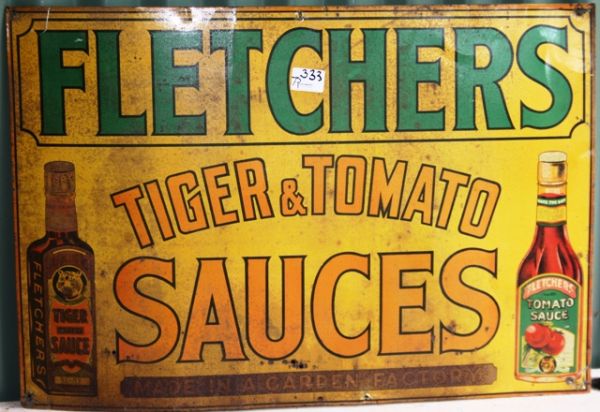 FLETCHERS
333
TIGER & TOMATO
SAUCES
FLETCHERS
TIGER
SAUCE
FLETCHERS
TOMATO
SAUCE
MADE IN A GARDEN FACTORY